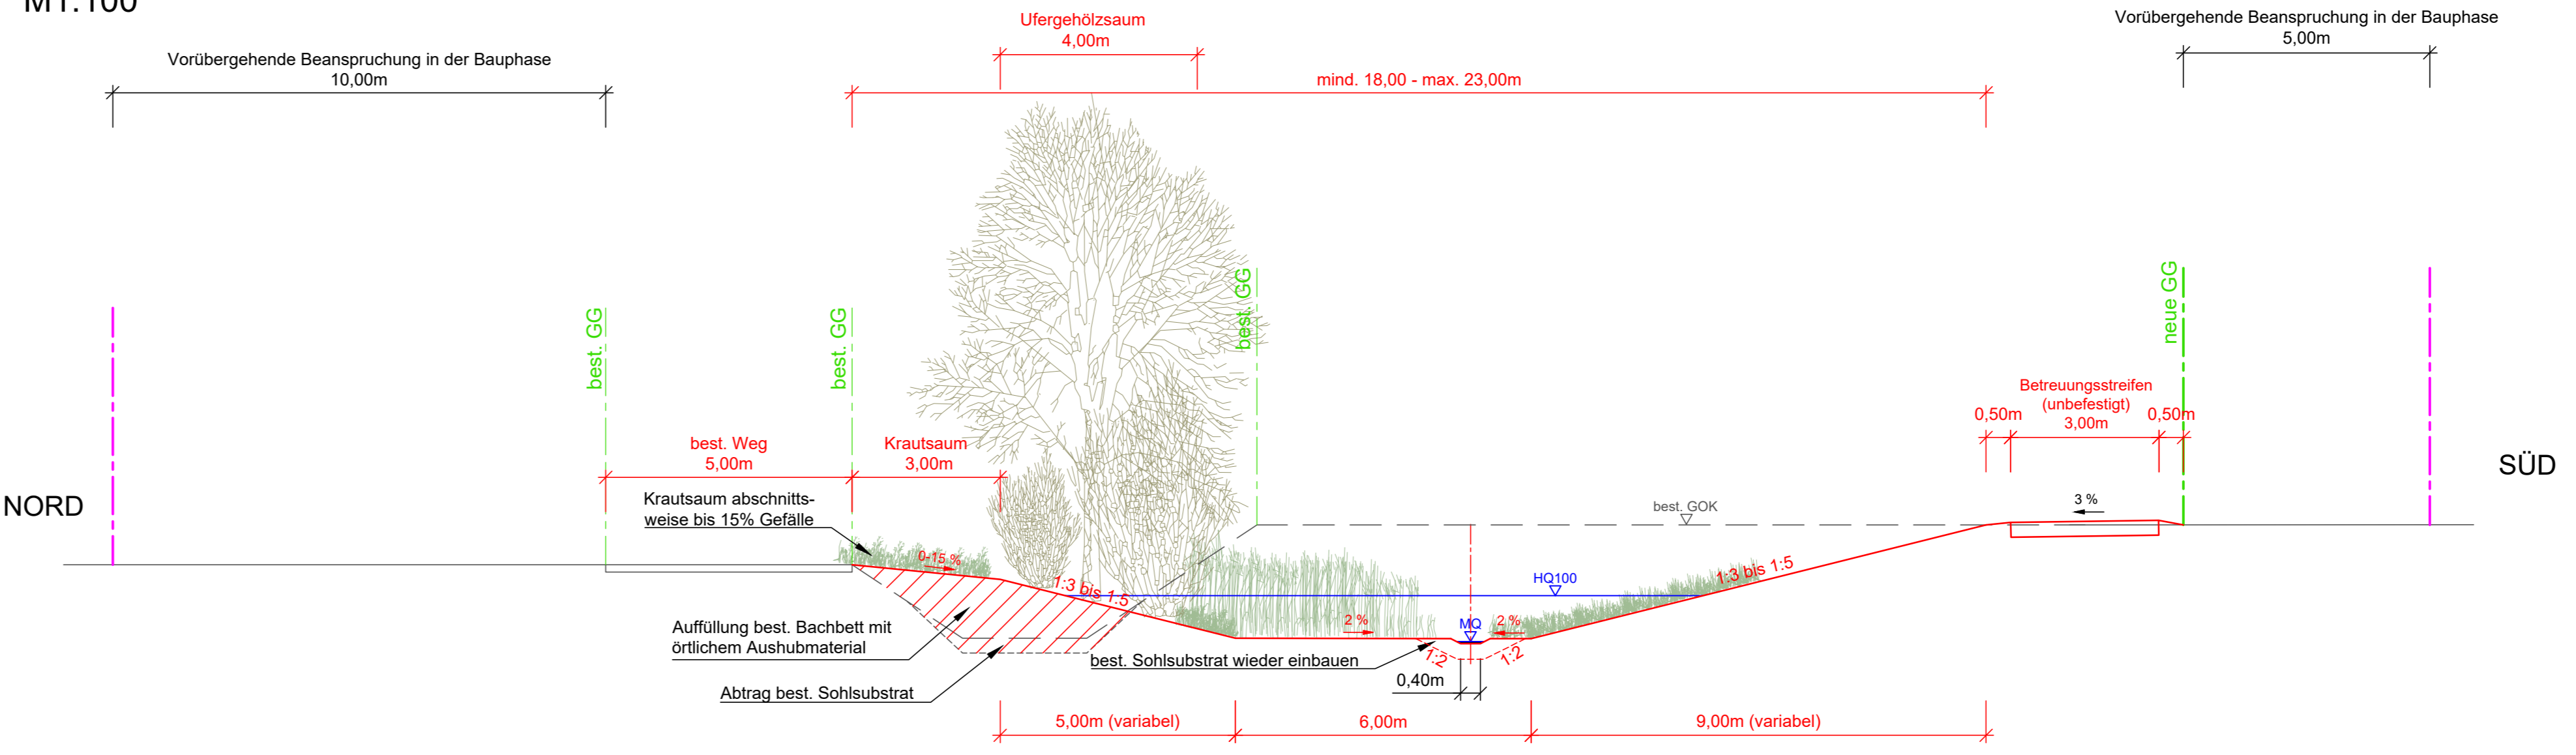 M1:100
Vorübergehende Beanspruchung in der Bauphase
10,00m
Ufergehölzsaum
4,00m
mind. 18,00 - max. 23,00m
Vorübergehende Beanspruchung in der Bauphase
5,00m
best. GG
best. GG
best. GG
neue GG
best. Weg
5,00m
Krautsaum
3,00m
Betreuungsstreifen
(unbefestigt)
0,50m
3,00m
0,50m
NORD
SÜD
Krautsaum abschnitts-
weise bis 15% Gefälle
best. GOK
3 %
0-15 %
1:3 bis 1:5
HQ100
1:3 bis 1:5
Auffüllung best. Bachbett mit
örtlichem Aushubmaterial
2 %
MQ
2 %
best. Sohlsubstrat wieder einbauen
1:2
1:2
Abtrag best. Sohlsubstrat
0,40m
5,00m (variabel)
6,00m
9,00m (variabel)